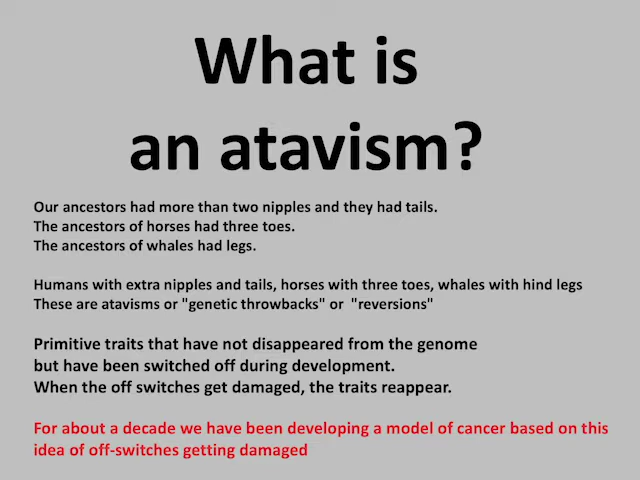 What is
an atavism?
Our ancestors had more than two nipples and they had tails.
The ancestors of horses had three toes.
The ancestors of whales had legs.
Humans with extra nipples and tails, horses with three toes, whales with hind legs
These are atavisms or "genetic throwbacks" or  "reversions"
Primitive traits that have not disappeared from the genome
but have been switched off during development.
When the off switches get damaged, the traits reappear.
For about a decade we have been developing a model of cancer based on this
idea of off-switches getting damaged